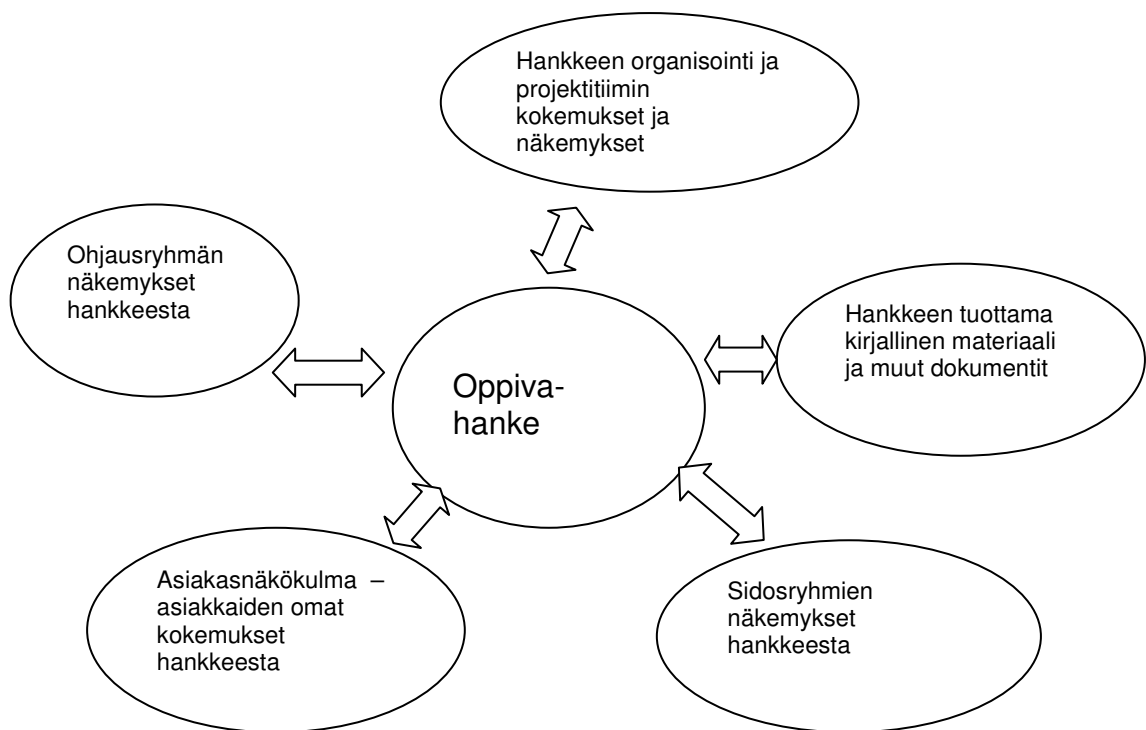 Hankkeen organisointi ja
projektitiimin
kokemukset ja
näkemykset
Ohjausryhmän
näkemykset
hankkeesta
Hankkeen tuottama
kirjallinen materiaali
ja muut dokumentit
Oppiva-
hanke
Asiakasnäkökulma –
asiakkaiden omat
kokemukset
hankkeesta
Sidosryhmien
näkemykset
hankkeesta